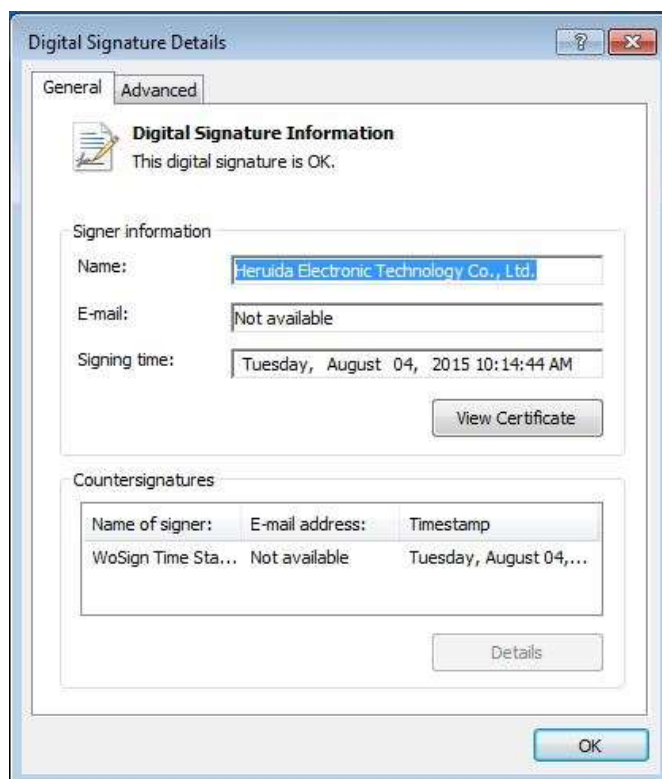 Digital Signature Details
General Advanced
Digital Signature Information
This digital signature is OK.
Signer information
Name: Heruida Electronic Technology Co., Ltd.
E-mail: Not available
Signing time: Tuesday, August 04, 2015 10:14:44 AM
View Certificate
Countersignatures
Name of signer: E-mail address: Timestamp
WoSign Time Sta... Not available Tuesday, August 04,...
Details
OK